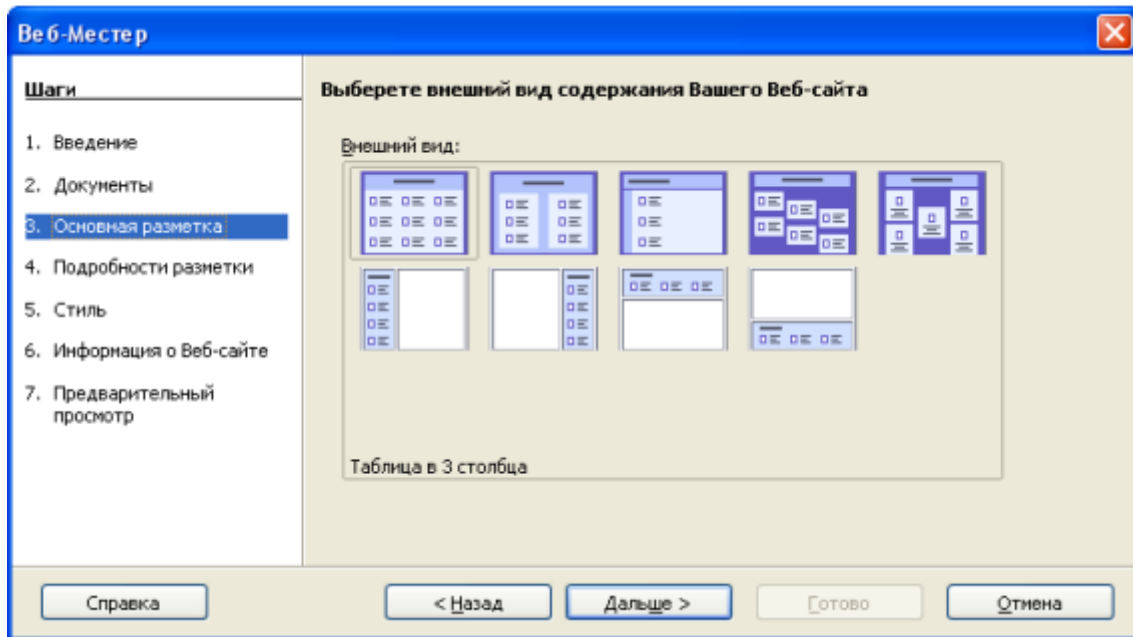 Веб-Местер
Шаги
1. Введение
2. Документы
3. Основная разметка
4. Подробности разметки
5. Стиль
6. Информация о Веб-сайте
7. Предварительный
просмотр
Выберете внешний вид содержания Вашего Веб-сайта
Внешний вид:
Таблица в 3 столбца
Справка
< Назад
Дальше >
Готово
Отмена